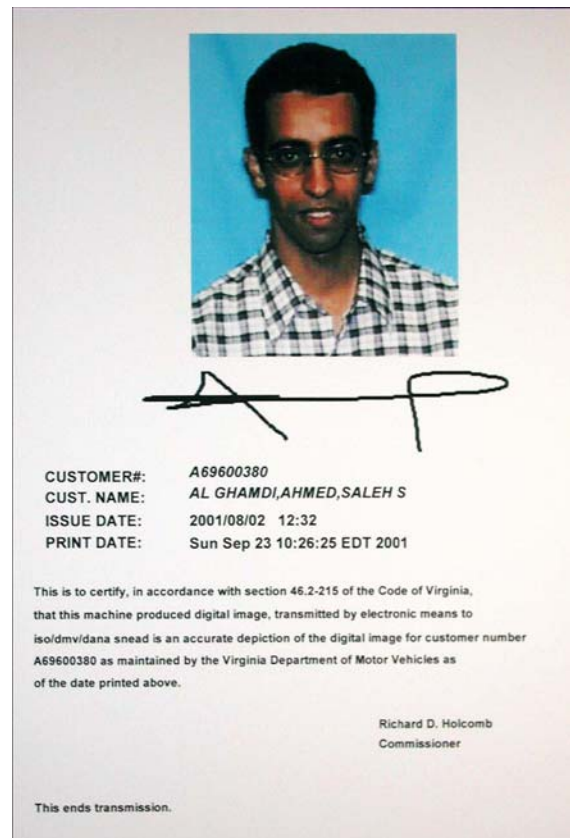 CUSTOMER#: A69600380
CUST. NAME: AL GHAMDI,AHMED,SALEH S
ISSUE DATE: 2001/08/02 12:32
PRINT DATE: Sun Sep 23 10:26:25 EDT 2001
This is to certify, in accordance with section 46.2-215 of the Code of Virginia,
that this machine produced digital image, transmitted by electronic means to
iso/dmv/dana snead is an accurate depiction of the digital image for customer number
A69600380 as maintained by the Virginia Department of Motor Vehicles as
of the date printed above.
Richard D. Holcomb
Commissioner
This ends transmission.